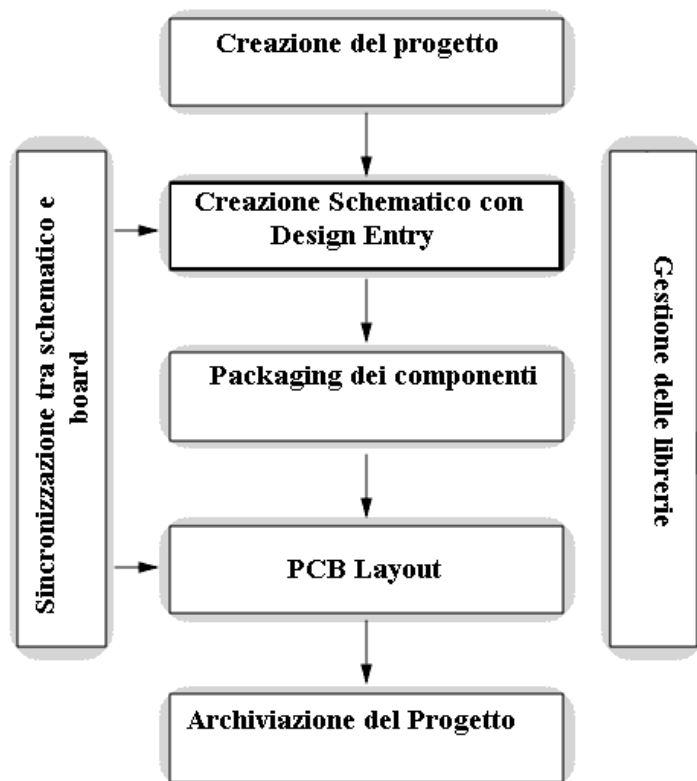 Creazione del progetto
Creazione Schematico con
Design Entry
Packaging dei componenti
PCB Layout
Archiviazione del Progetto
Sincronizzazione tra schematico e
board
Gestione delle librerie